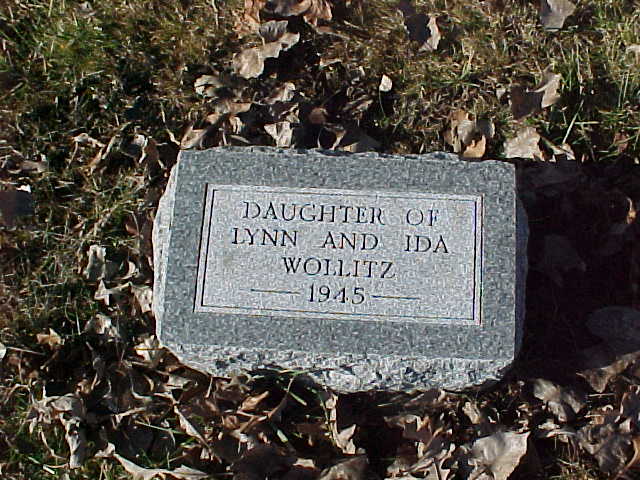 DAUGHTER OF
LYNN AND IDA
WOLLITZ
1945